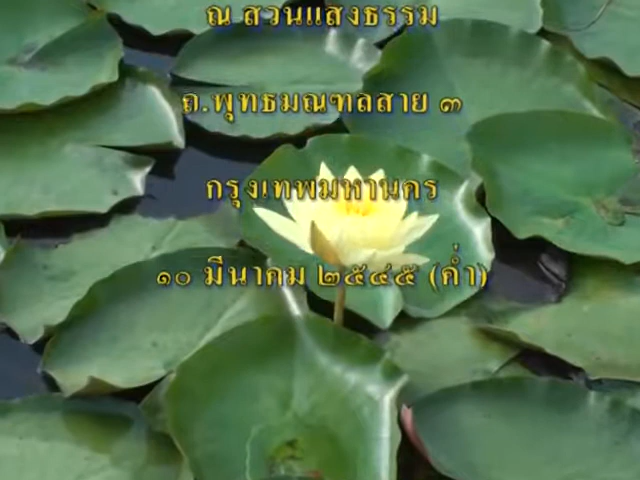 ณ สวนแสงธรรม
ถ.พุทธมณฑลสาย ๓
กรุงเทพมหานคร
๑๐ มีนาคม ๒๕๔๕ (ค่ำ)